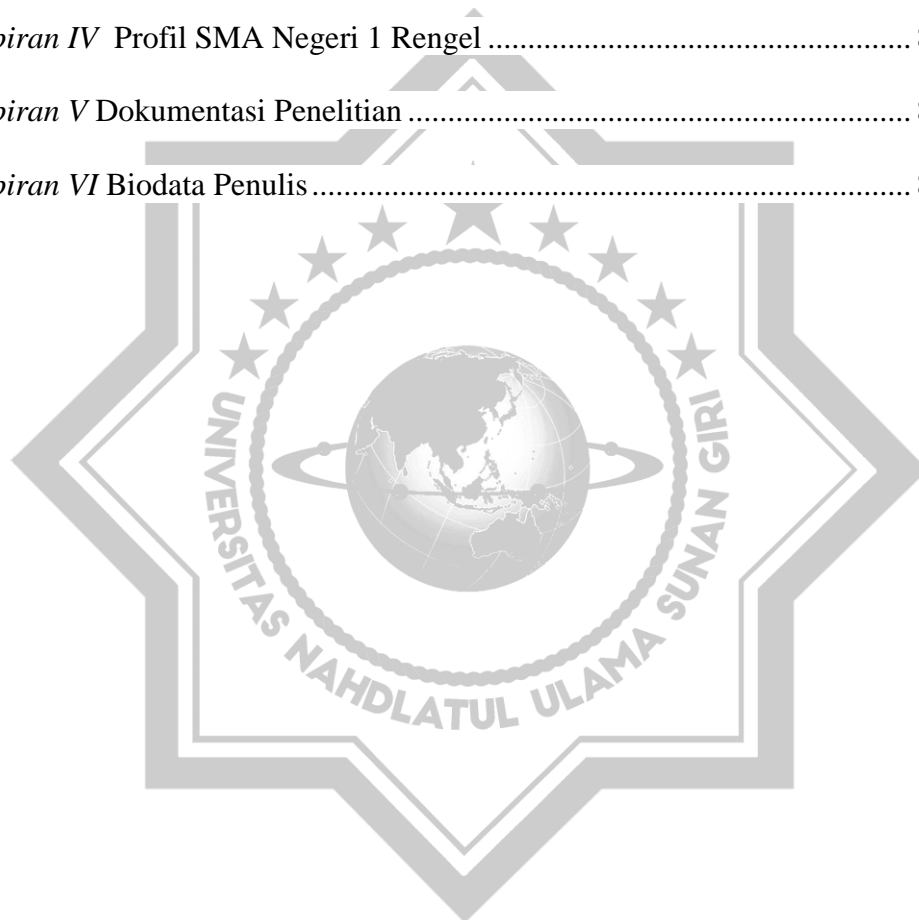 piran IV Profil SMA Negeri 1 Rengel ....................................................
piran V Dokumentasi Penelitian ..............................................................
piran VI Biodata Penulis..........................................................................
UNIVERSITAS NAHDLATUL ULAMA SUNAN GIRI